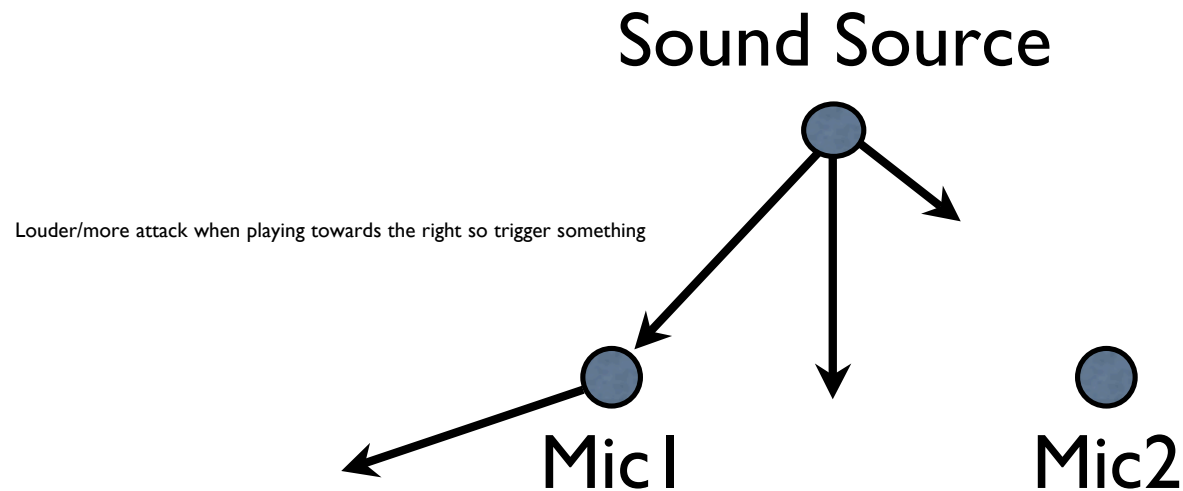 Sound Source
Louder/more attack when playing towards the right so trigger something
Mic1
Mic2